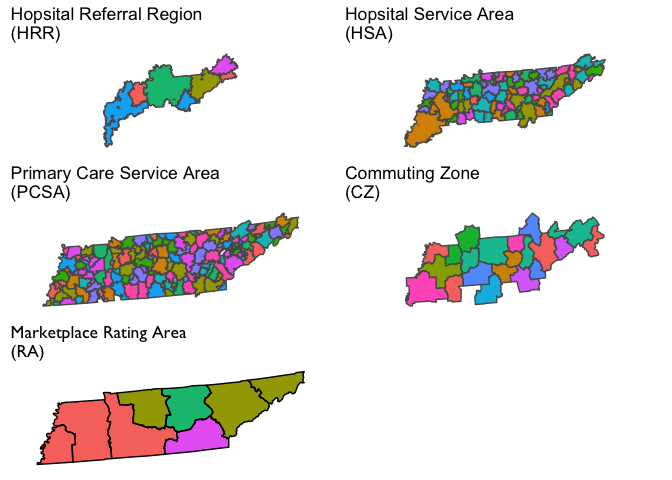 Hopsital Referral Region
(HRR)
Hopsital Service Area
(HSA)
Primary Care Service Area
(PCSA)
Commuting Zone
(CZ)
Marketplace Rating Area
(RA)